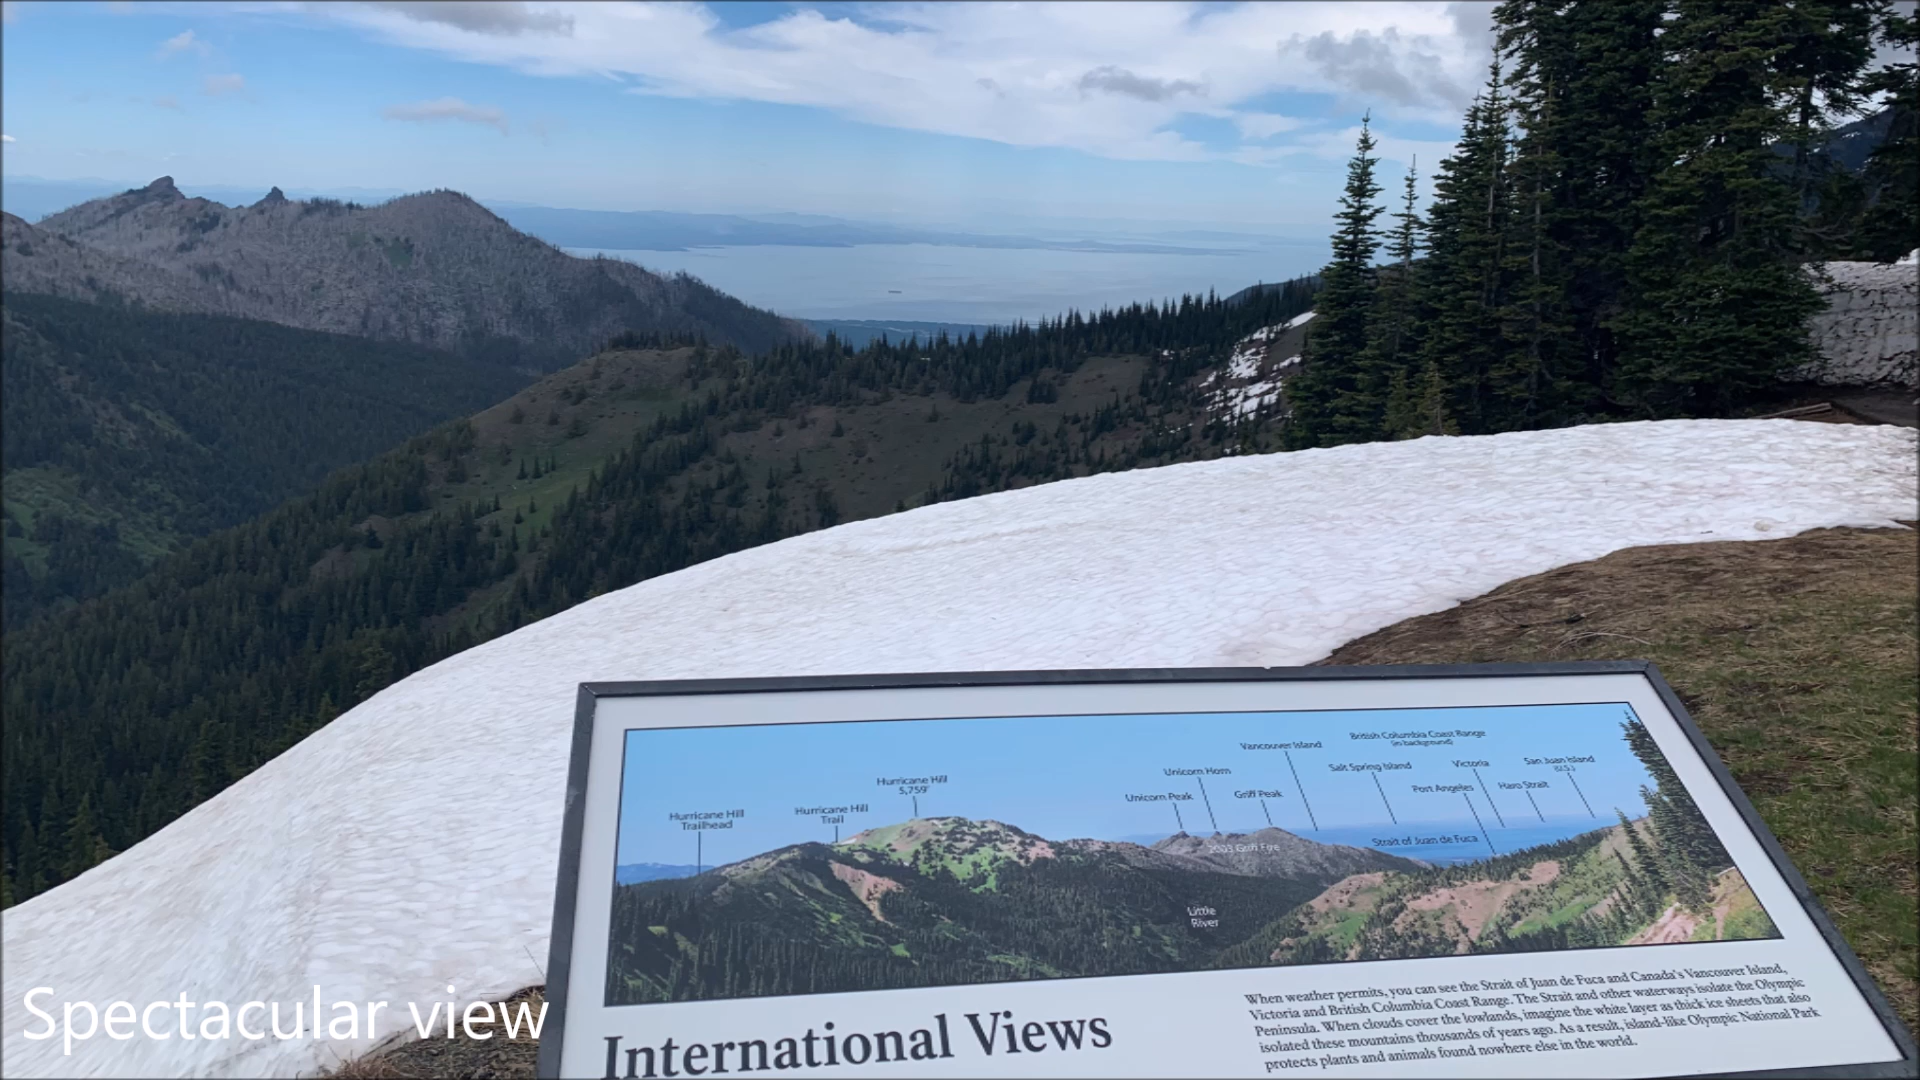 British Columbia Coast Range
(in background)
Vancouver Island
Unicorn Horn
Salt Spring Island
Victoria
San Juan Island
(U.S.)
Hurricane Hill
5,759'
Unicorn Peak
Griff Peak
Port Angeles
Haro Strait
Hurricane Hill
Trailhead
Hurricane Hill
Trail
Strait of Juan de Fuca
2003 Griff Fire
Little
River
When weather permits, you can see the Strait of Juan de Fuca and Canada's Vancouver Island,
Victoria and British Columbia Coast Range. The Strait and other waterways isolate the Olympic
Peninsula. When clouds cover the lowlands, imagine the white layer as thick ice sheets that also
isolated these mountains thousands of years ago. As a result, island-like Olympic National Park
protects plants and animals found nowhere else in the world.
International Views
Spectacular view